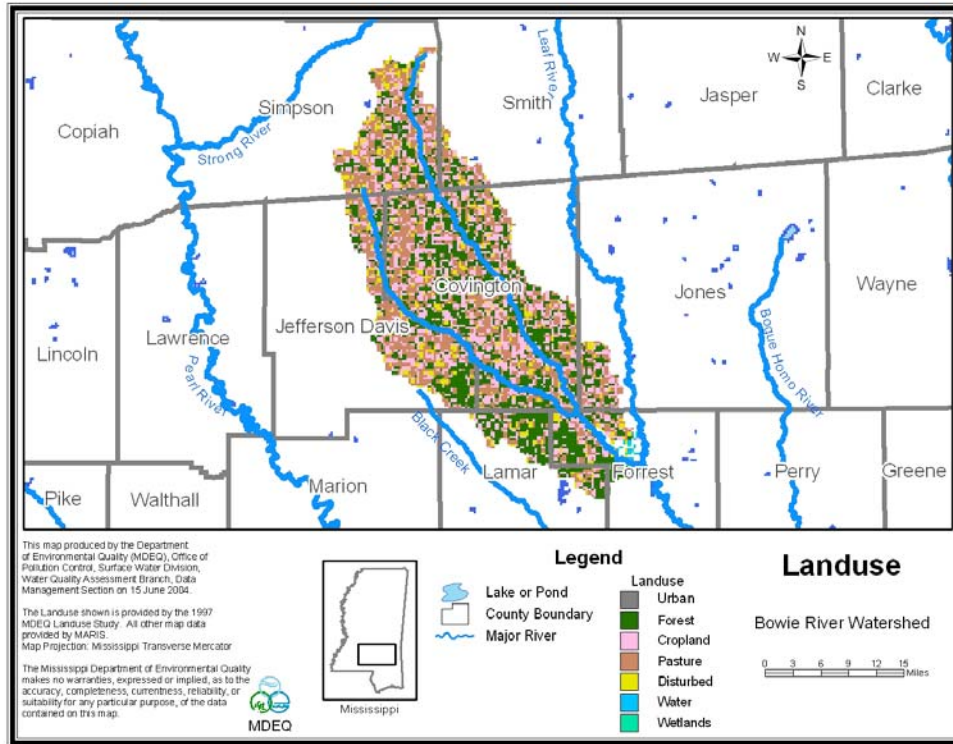 N
W E
S
Copiah
Simpson
Strong River
Leaf River
Smith
Jasper
Clarke
Lincoln
Lawrence
Pearl River
Jefferson Davis
Covington
Jones
Bogue Homo River
Wayne
Pike
Walthall
Marion
Black Creek
Lamar
Forrest
Perry
Greene
This map produced by the Department
of Environmental Quality (MDEQ), Office of
Pollution Control, Surface Water Division,
Water Quality Assessment Branch, Data
Management Section on 15 June 2004.
The Landuse shown is provided by the 1997
MDEQ Landuse Study. All other map data
provided by MARIS.
Map Projection: Mississippi Transverse Mercator
The Mississippi Department of Environmental Quality
makes no warranties, expressed or implied, as to the
accuracy, completeness, currentness, reliability, or
suitability for any particular purpose, of the data
contained on this map.
MDEQ
Mississippi
Legend
Lake or Pond
County Boundary
Major River
Landuse
Urban
Forest
Cropland
Pasture
Disturbed
Water
Wetlands
Landuse
Bowie River Watershed
0 3 6 9 12 15
Miles